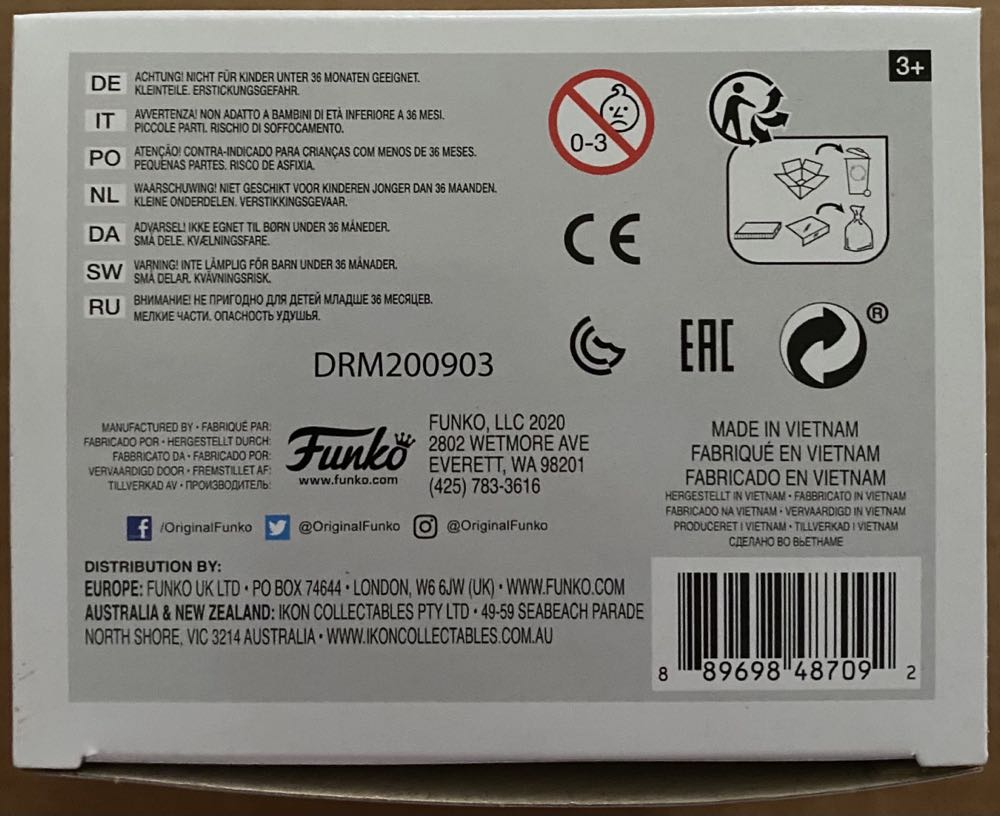 3+
DE ACHTUNG! NICHT FÜR KINDER UNTER 36 MONATEN GEEIGNET.
KLEINTEILE. ERSTICKUNGSGEFAHR.
IT AVVERTENZA! NON ADATTO A BAMBINI DI ETÀ INFERIORE A 36 MESI.
PICCOLE PARTI. RISCHIO DI SOFFOCAMENTO.
PO ATENÇÃO! CONTRA-INDICADO PARA CRIANÇAS COM MENOS DE 36 MESES.
PEQUENAS PARTES. RISCO DE ASFIXIA.
NL WAARSCHUWING! NIET GESCHIKT VOOR KINDEREN JONGER DAN 36 MAANDEN.
KLEINE ONDERDELEN. VERSTIKKINGSGEVAAR.
DA ADVARSEL! IKKE EGNET TIL BØRN UNDER 36 MÅNEDER.
SMÅ DELE. KVÆLNINGSFARE.
SW VARNING! INTE LÄMPLIG FÖR BARN UNDER 36 MÅNADER.
SMÅ DELAR. KVÄVNINGSRISK.
RU ВНИМАНИЕ! НЕ ПРИГОДНО ДЛЯ ДЕТЕЙ МЛАДШЕ 36 МЕСЯЦЕВ.
МЕЛКИЕ ЧАСТИ. ОПАСНОСТЬ УДУШЬЯ.
0-3
CE
EAC
®
DRM200903
MANUFACTURED BY • FABRIQUÉ PAR:
FABRICADO POR • HERGESTELLT DURCH:
FABBRICATO DA • FABRICADO POR:
VERVAARDIGD DOOR • FREMSTILLET AF:
TILLVERKAD AV • ПРОИЗВОДИТЕЛЬ:
Funko
www.funko.com
FUNKO, LLC 2020
2802 WETMORE AVE
EVERETT, WA 98201
(425) 783-3616
MADE IN VIETNAM
FABRIQUÉ EN VIETNAM
FABRICADO EN VIETNAM
HERGESTELLT IN VIETNAM • FABBRICATO IN VIETNAM
FABRICADO NA VIETNAM • VERVAARDIGD IN VIETNAM
PRODUCERET I VIETNAM • TILLVERKAD I VIETNAM
СДЕЛАНО ВО ВЬЕТНАМЕ
f /OriginalFunko @OriginalFunko @OriginalFunko
DISTRIBUTION BY:
EUROPE: FUNKO UK LTD • PO BOX 74644 • LONDON, W6 6JW (UK) • WWW.FUNKO.COM
AUSTRALIA & NEW ZEALAND: IKON COLLECTABLES PTY LTD • 49-59 SEABEACH PARADE
NORTH SHORE, VIC 3214 AUSTRALIA • WWW.IKONCOLLECTABLES.COM.AU
8 89698 48709 2